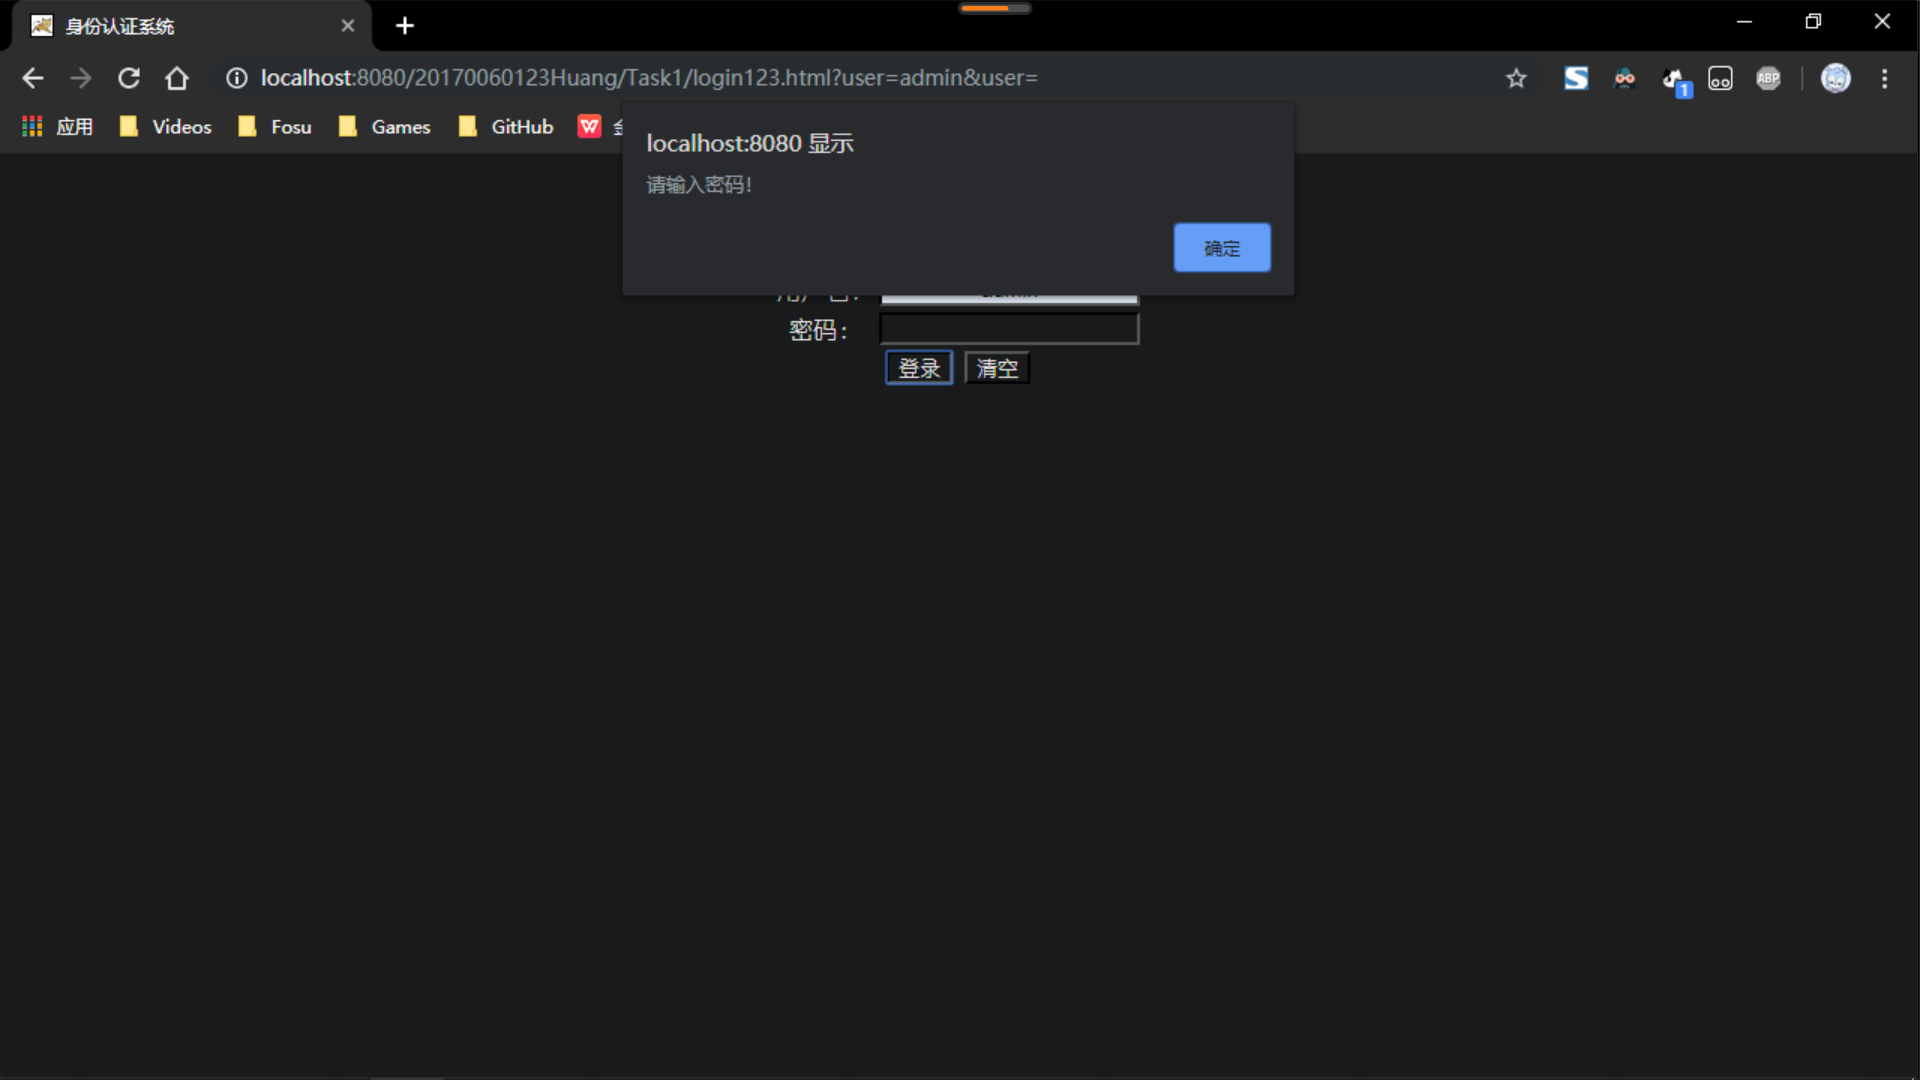 身份认证系统
localhost:8080/20170060123Huang/Task1/login123.html?user=admin&user=
1
ABP
应用 Videos Fosu Games GitHub
localhost:8080 显示
请输入密码!
确定
密码：
登录 清空